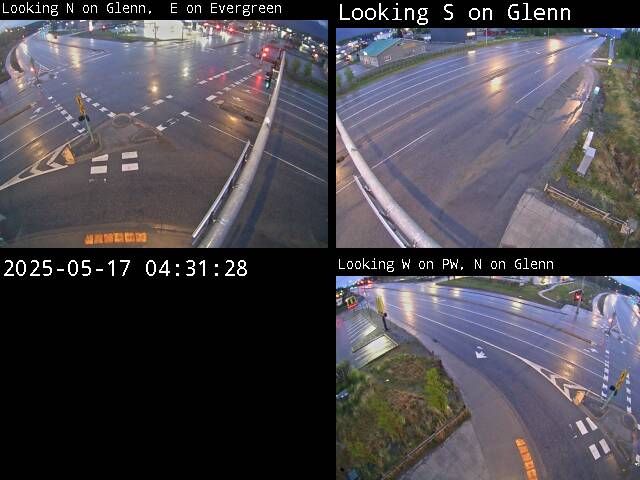 Looking N on Glenn, E on Evergreen
Looking S on Glenn
2025-05-17 04:31:28
Looking W on PW, N on Glenn